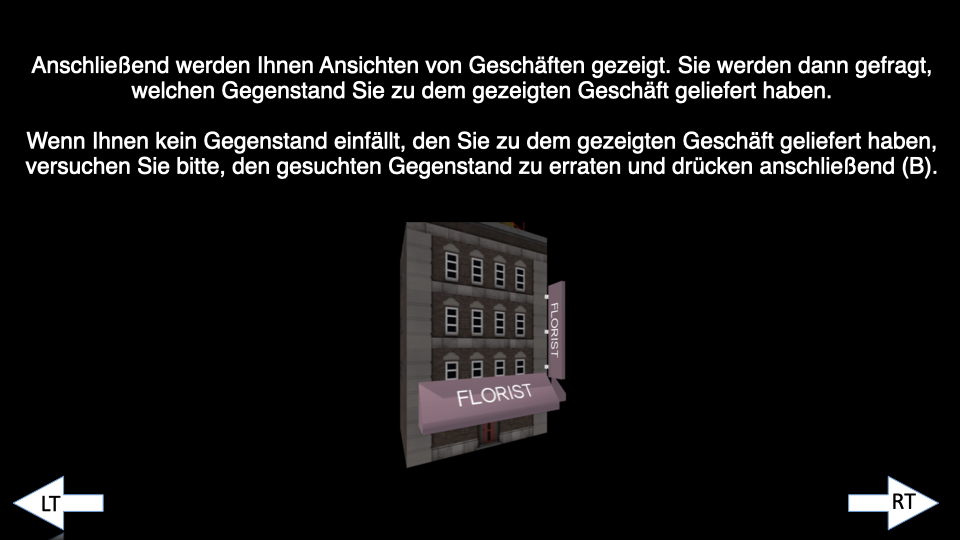 Anschließend werden Ihnen Ansichten von Geschäften gezeigt. Sie werden dann gefragt,
welchen Gegenstand Sie zu dem gezeigten Geschäft geliefert haben.
Wenn Ihnen kein Gegenstand einfällt, den Sie zu dem gezeigten Geschäft geliefert haben,
versuchen Sie bitte, den gesuchten Gegenstand zu erraten und drücken anschließend (B).
FLORIST
FLORIST
LT
RT